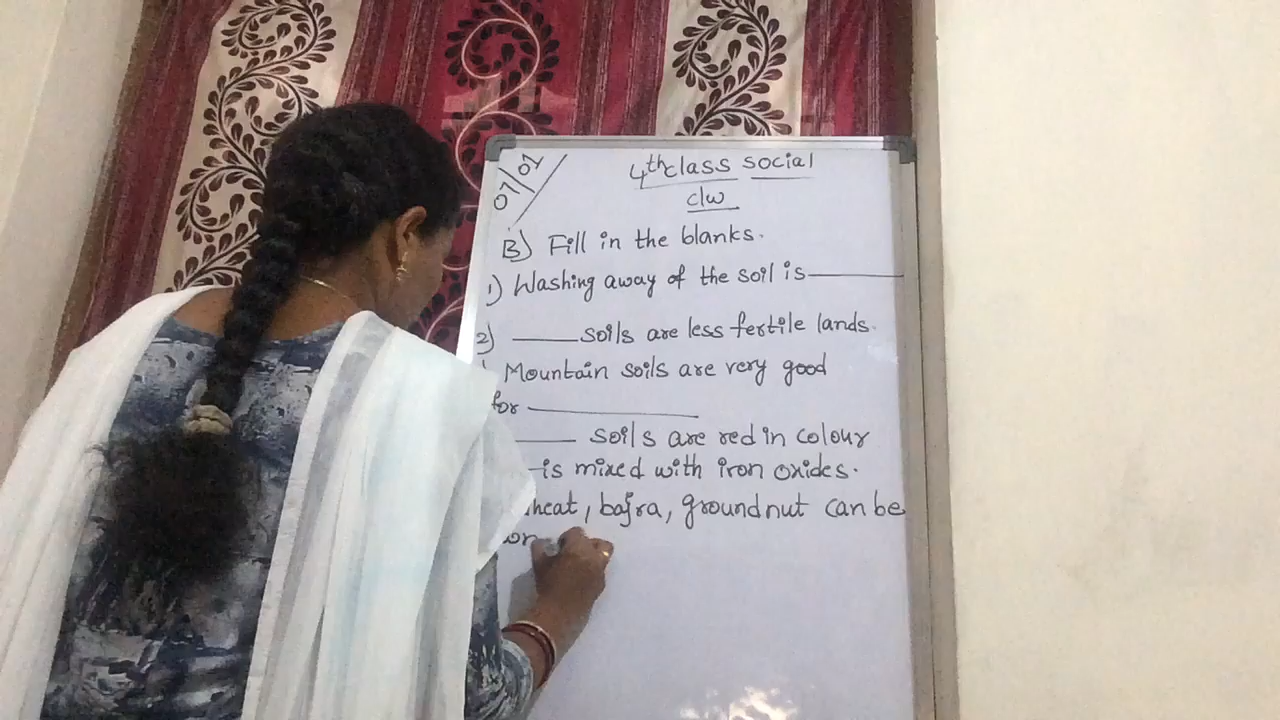 01/01
4th class social
c/w
B) Fill in the blanks.
1) Washing away of the soil is ______
2) ______ soils are less fertile lands.
Mountain soils are very good
for ______
______ soils are red in colour
is mixed with iron oxides.
heat, bajra, groundnut can be